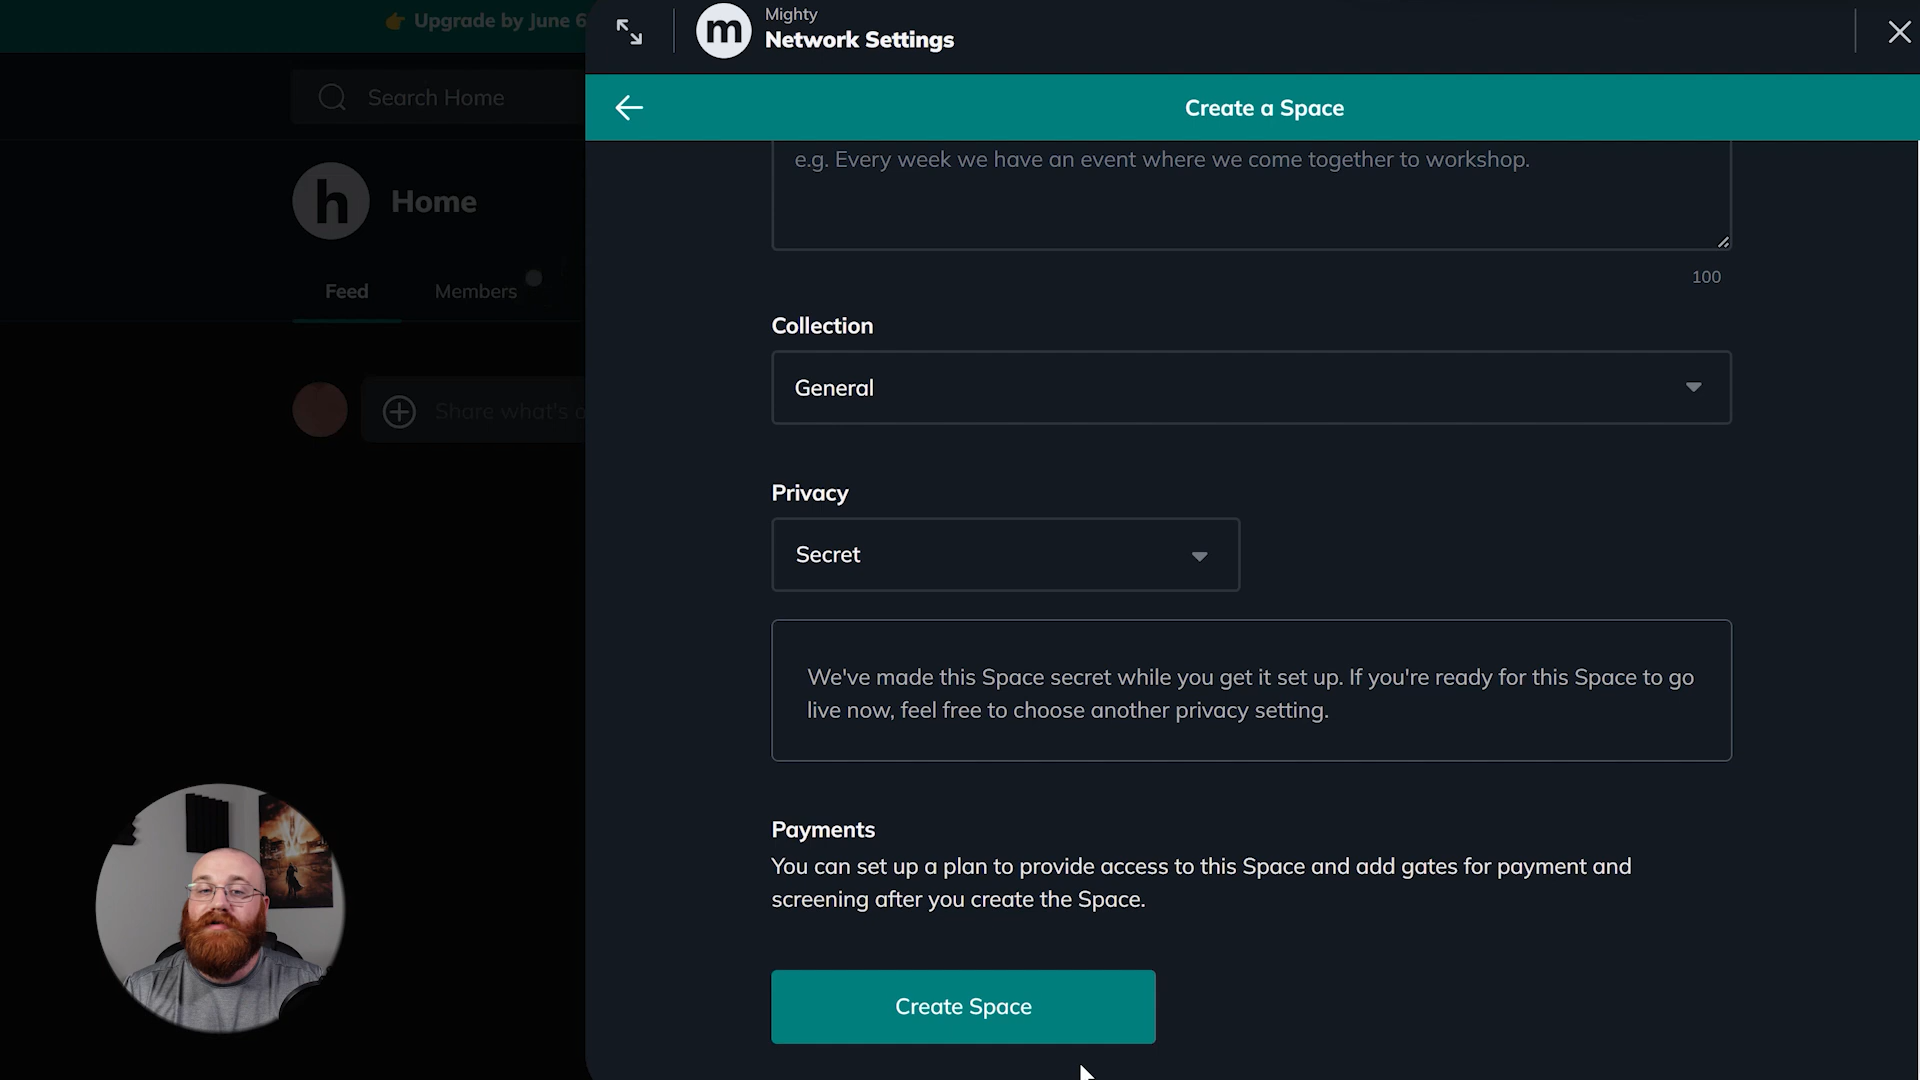 👉 Upgrade by June 6
Mighty
Network Settings
Search Home
Create a Space
e.g. Every week we have an event where we come together to workshop.
h Home
100
Feed Members
Collection
General
Share what's o
Privacy
Secret
We've made this Space secret while you get it set up. If you're ready for this Space to go
live now, feel free to choose another privacy setting.
Payments
You can set up a plan to provide access to this Space and add gates for payment and
screening after you create the Space.
Create Space